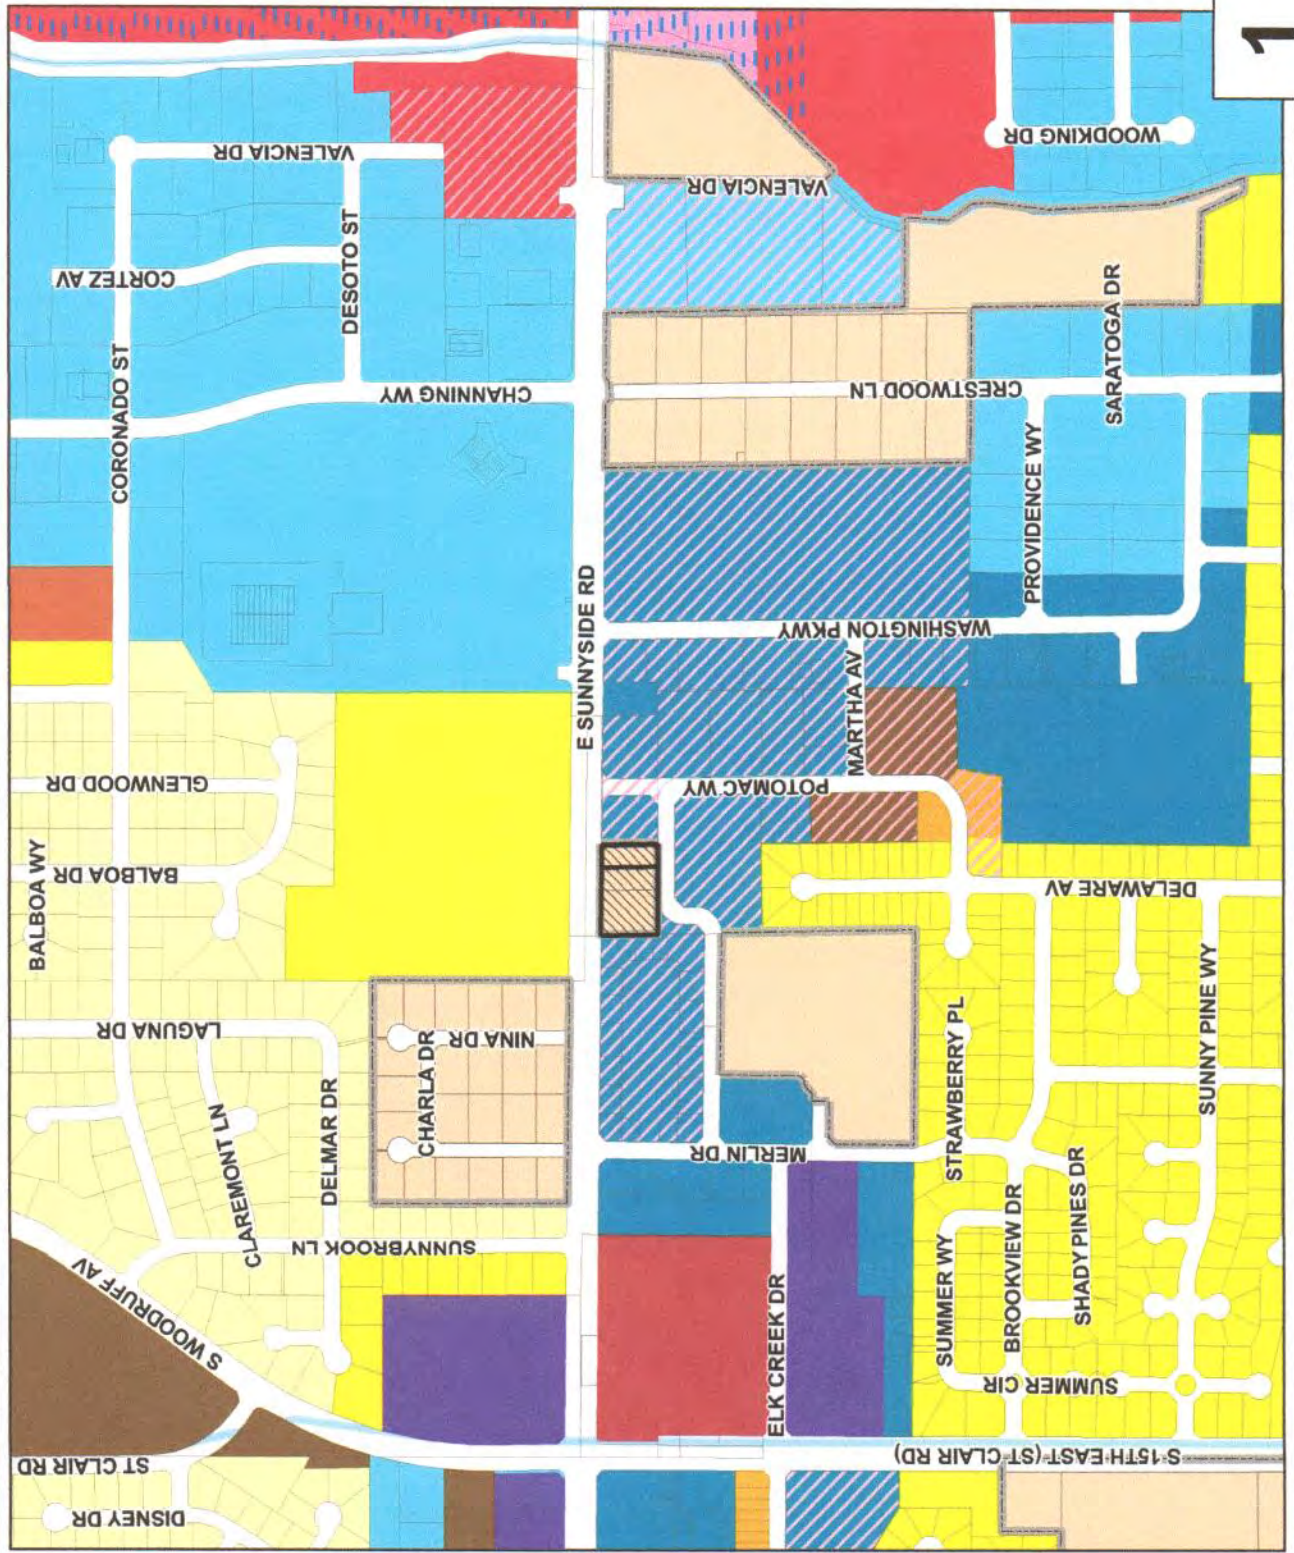 1
VALENCIA DR
CORTEZ AV
DESOTO ST
CORONADO ST
CHANNING WY
VALENCIA DR
WOODKING DR
SARATOGA DR
CRESTWOOD LN
PROVIDENCE WY
WASHINGTON PKWY
E SUNNYSIDE RD
MARTHA AV
POTOMAC WY
GLENWOOD DR
BALBOA WY
BALBOA DR
DELAWARE AV
LAGUNA DR
NINA DR
CHARLA DR
CLAREMONT LN
DELMAR DR
STRAWBERRY PL
SUNNY PINE WY
MERLIN DR
SUNNYBROOK LN
S WOODRUFF AV
SUMMER WY
BROOKVIEW DR
SHADY PINES DR
ELK CREEK DR
SUMMER CIR
ST CLAIR RD
S 15TH EAST (ST CLAIR RD)
DISNEY DR